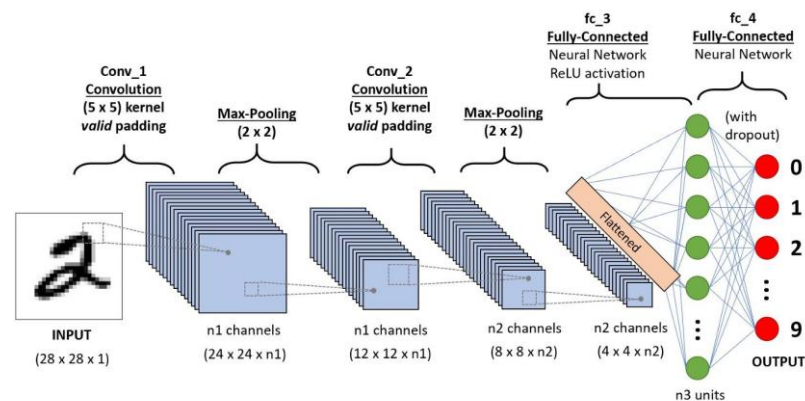 fc_3
Fully-Connected
Neural Network
ReLU activation
fc_4
Fully-Connected
Neural Network
Conv_1
Convolution
(5 x 5) kernel
valid padding
Max-Pooling
(2 x 2)
Conv_2
Convolution
(5 x 5) kernel
valid padding
Max-Pooling
(2 x 2)
(with
dropout)
2
Flattened
0
1
2
9
INPUT
(28 x 28 x 1)
n1 channels
(24 x 24 x n1)
n1 channels
(12 x 12 x n1)
n2 channels
(8 x 8 x n2)
n2 channels
(4 x 4 x n2)
OUTPUT
n3 units